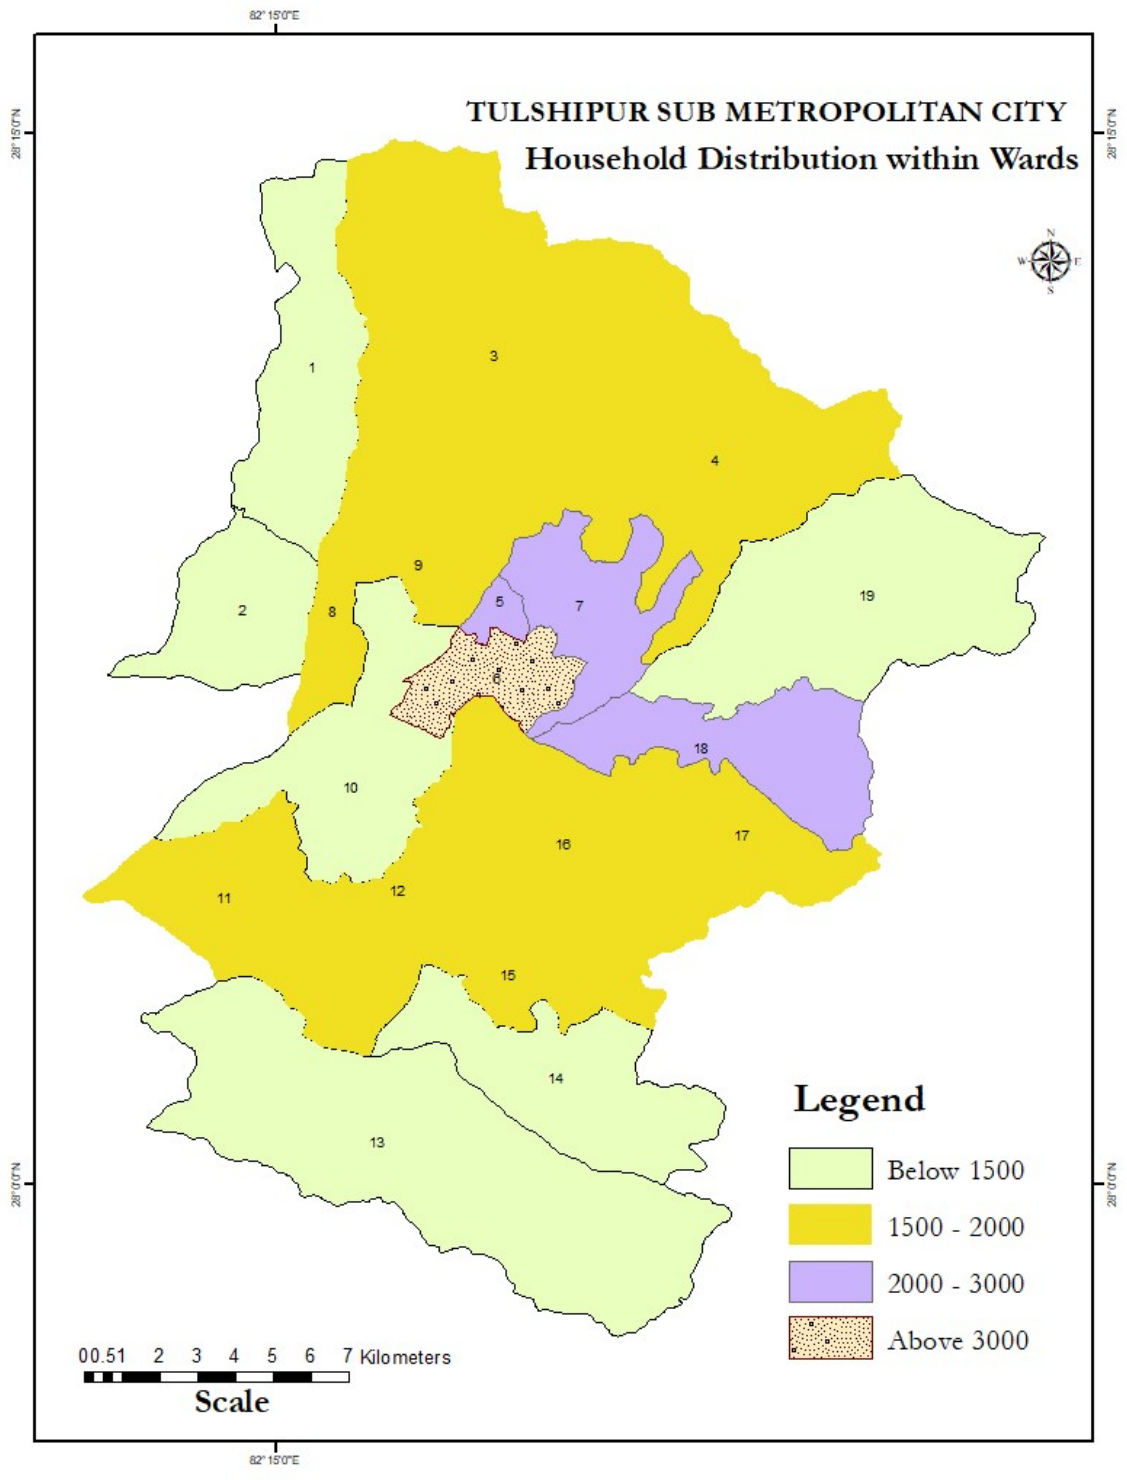 82°15'0"E
TULSHIPUR SUB METROPOLITAN CITY
28°15'0"N
28°15'0"N
Household Distribution within Wards
N
W E
S
3
1
4
9
19
5
7
2
8
6
18
10
17
16
12
11
15
14
Legend
13
Below 1500
28°0'0"N
28°0'0"N
1500 - 2000
2000 - 3000
Above 3000
00.51 2 3 4 5 6 7 Kilometers
Scale
82°15'0"E